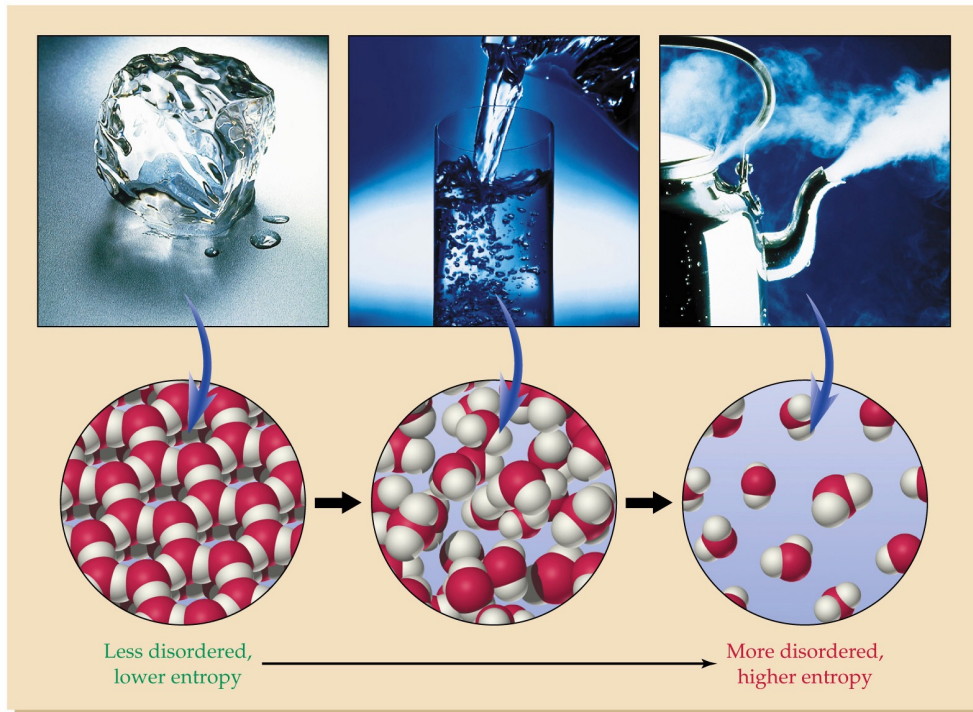 Less disordered,
lower entropy
More disordered,
higher entropy